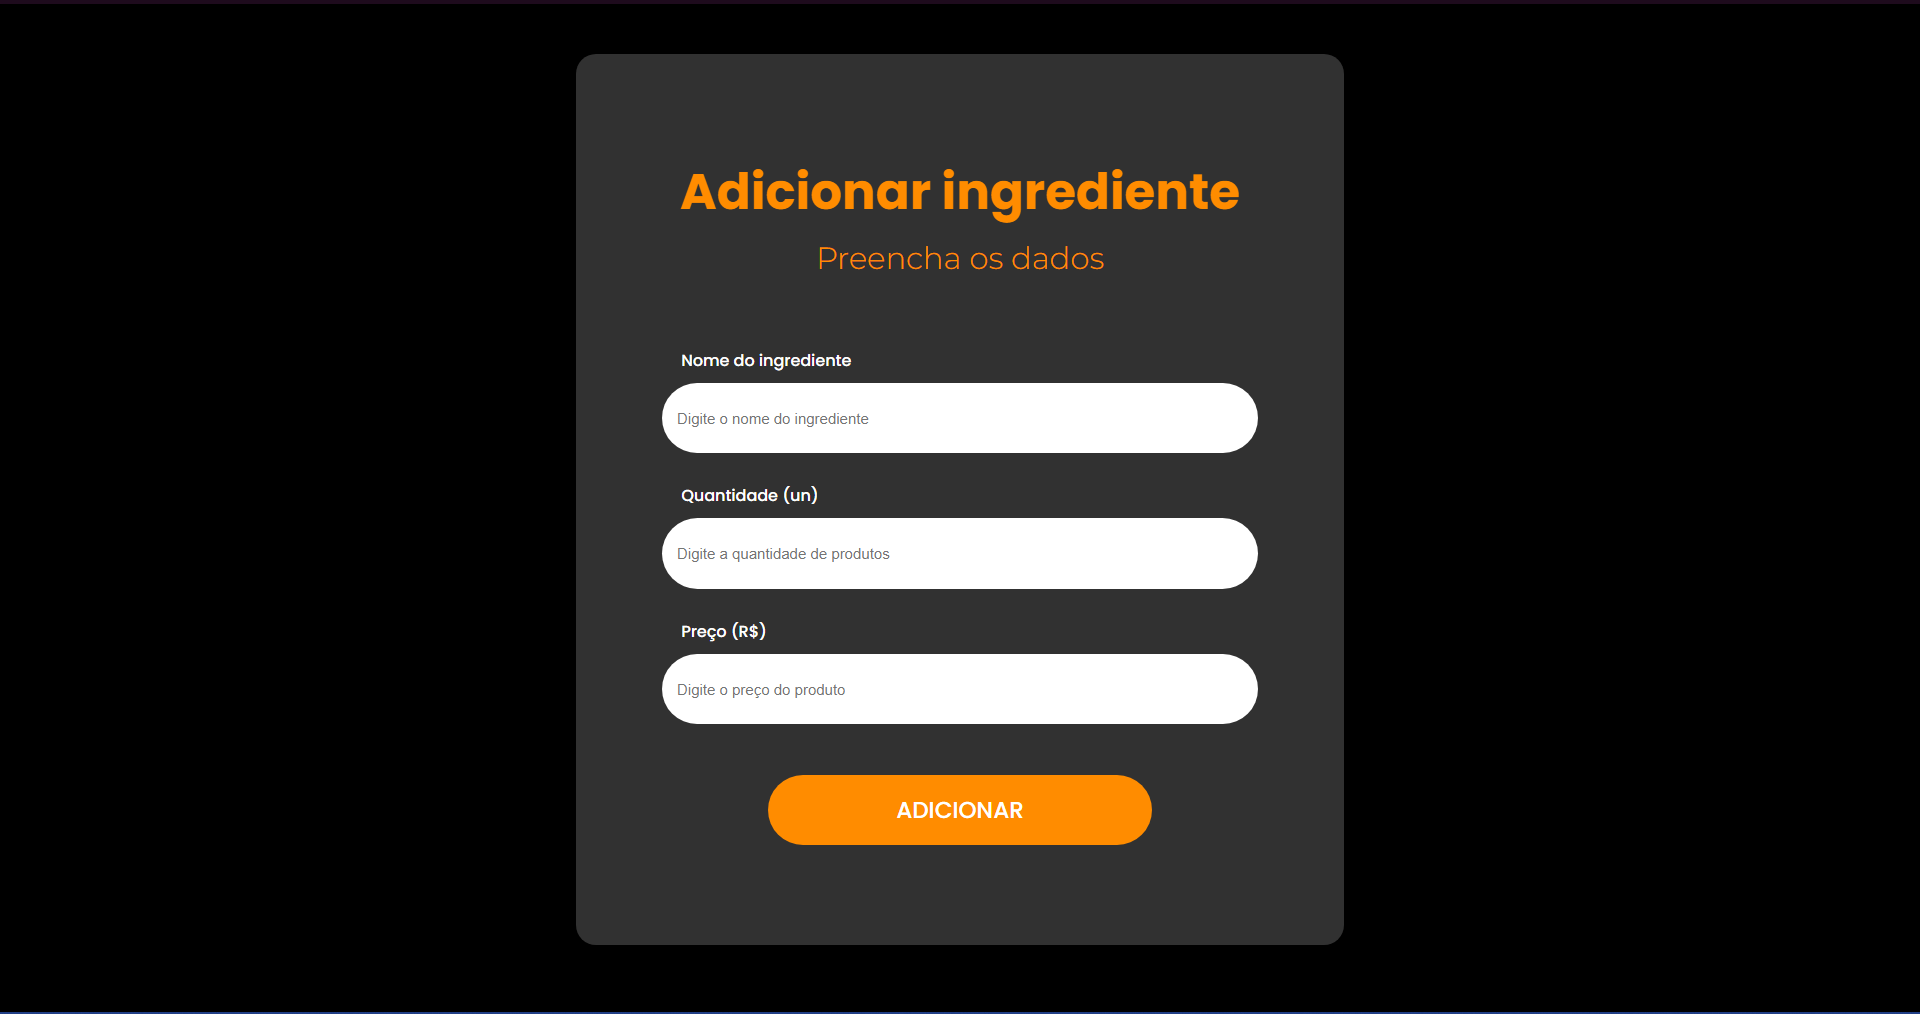 Adicionar ingrediente
Preencha os dados
Nome do ingrediente
Digite o nome do ingrediente
Quantidade (un)
Digite a quantidade de produtos
Preço (R$)
Digite o preço do produto
ADICIONAR